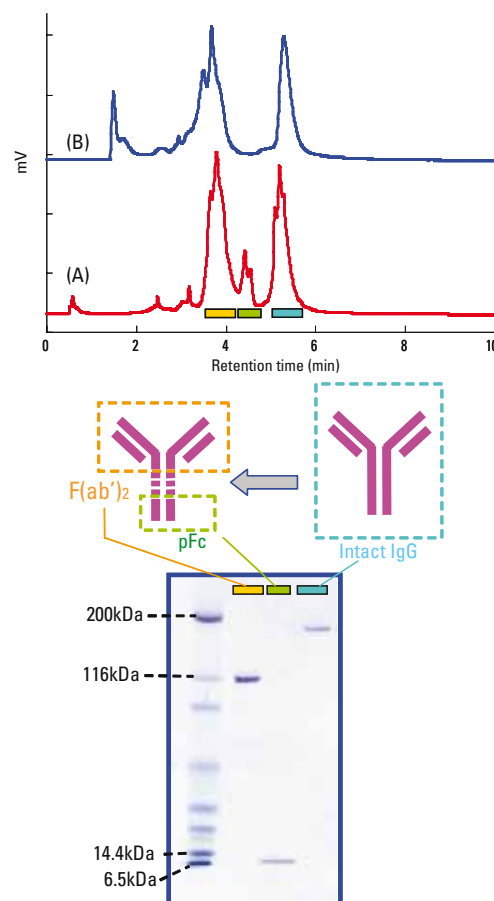 (B)
mV
(A)
0 2 4 6 8 10
Retention time (min)
F(ab')2
pFc
Intact IgG
200kDa
116kDa
14.4kDa
6.5kDa